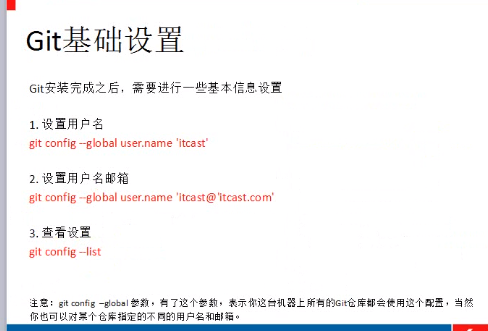 Git基础设置
Git安装完成之后，需要进行一些基本信息设置
1. 设置用户名
git config --global user.name 'itcast'
2. 设置用户名邮箱
git config --global user.name 'itcast@'itcast.com'
3. 查看设置
git config --list
注意：git config –global 参数，有了这个参数，表示你这台机器上所有的Git仓库都会使用这个配置，当然
你也可以对某个仓库指定的不同的用户名和邮箱。